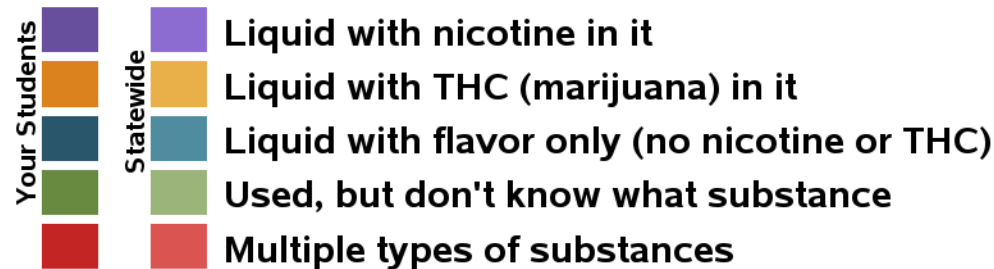 Your Students
Statewide
Liquid with nicotine in it
Liquid with THC (marijuana) in it
Liquid with flavor only (no nicotine or THC)
Used, but don't know what substance
Multiple types of substances